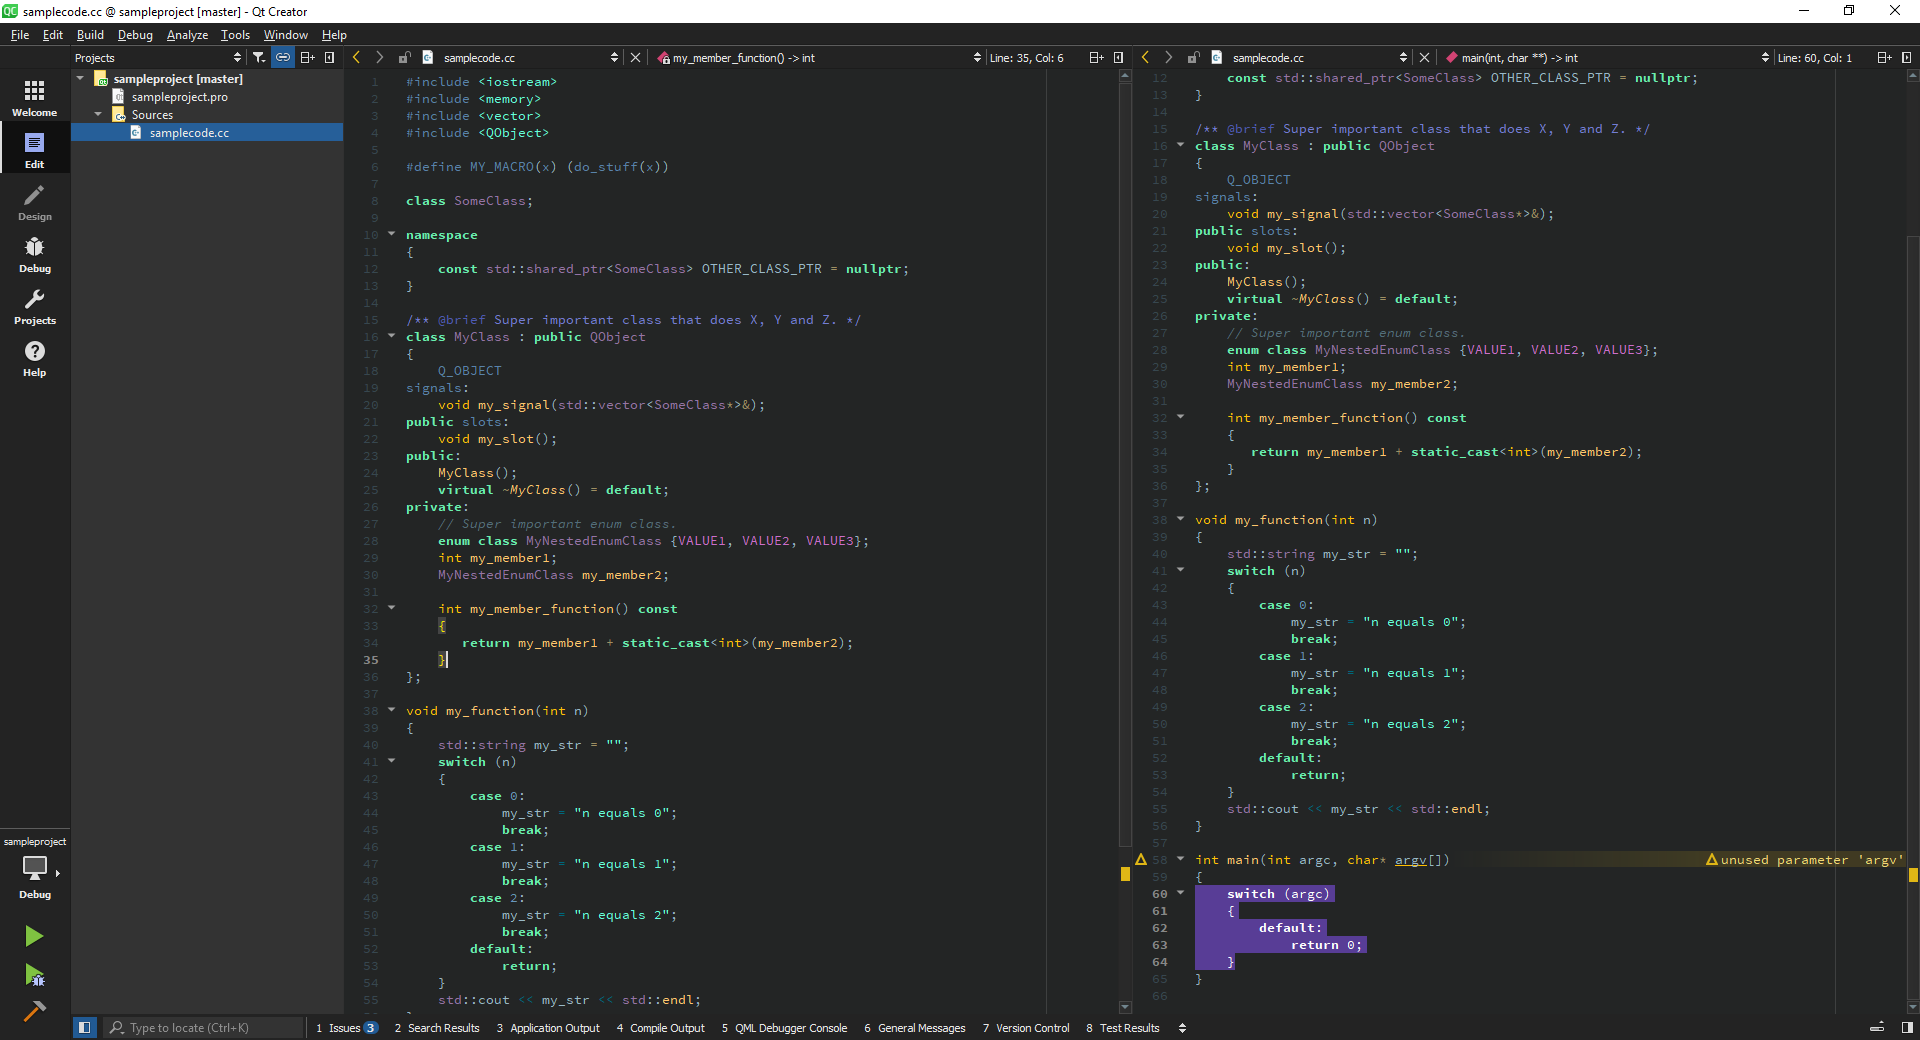 samplecode.cc @ sampleproject [master] - Qt Creator
File Edit Build Debug Analyze Tools Window Help
Projects
samplecode.cc
my_member_function() -> int
Line: 35, Col: 6
samplecode.cc
main(int, char **) -> int
Line: 60, Col: 1
Welcome
Edit
Design
Debug
Projects
Help
sampleproject
Debug
sampleproject [master]
sampleproject.pro
Sources
samplecode.cc
1 #include <iostream>
2 #include <memory>
3 #include <vector>
4 #include <QObject>
5
6 #define MY_MACRO(x) (do_stuff(x))
7
8 class SomeClass;
9
10 namespace
11 {
12     const std::shared_ptr<SomeClass> OTHER_CLASS_PTR = nullptr;
13 }
14
15 /** @brief Super important class that does X, Y and Z. */
16 class MyClass : public QObject
17 {
18     Q_OBJECT
19 signals:
20     void my_signal(std::vector<SomeClass*>&);
21 public slots:
22     void my_slot();
23 public:
24     MyClass();
25     virtual ~MyClass() = default;
26 private:
27     // Super important enum class.
28     enum class MyNestedEnumClass {VALUE1, VALUE2, VALUE3};
29     int my_member1;
30     MyNestedEnumClass my_member2;
31
32     int my_member_function() const
33     {
34        return my_member1 + static_cast<int>(my_member2);
35     }
36 };
37
38 void my_function(int n)
39 {
40     std::string my_str = "";
41     switch (n)
42     {
43         case 0:
44             my_str = "n equals 0";
45             break;
46         case 1:
47             my_str = "n equals 1";
48             break;
49         case 2:
50             my_str = "n equals 2";
51             break;
52         default:
53             return;
54     }
55     std::cout << my_str << std::endl;
12     const std::shared_ptr<SomeClass> OTHER_CLASS_PTR = nullptr;
13 }
14
15 /** @brief Super important class that does X, Y and Z. */
16 class MyClass : public QObject
17 {
18     Q_OBJECT
19 signals:
20     void my_signal(std::vector<SomeClass*>&);
21 public slots:
22     void my_slot();
23 public:
24     MyClass();
25     virtual ~MyClass() = default;
26 private:
27     // Super important enum class.
28     enum class MyNestedEnumClass {VALUE1, VALUE2, VALUE3};
29     int my_member1;
30     MyNestedEnumClass my_member2;
31
32     int my_member_function() const
33     {
34        return my_member1 + static_cast<int>(my_member2);
35     }
36 };
37
38 void my_function(int n)
39 {
40     std::string my_str = "";
41     switch (n)
42     {
43         case 0:
44             my_str = "n equals 0";
45             break;
46         case 1:
47             my_str = "n equals 1";
48             break;
49         case 2:
50             my_str = "n equals 2";
51             break;
52         default:
53             return;
54     }
55     std::cout << my_str << std::endl;
56 }
57
58 int main(int argc, char* argv[]) unused parameter 'argv'
59 {
60     switch (argc)
61     {
62         default:
63             return 0;
64     }
65 }
66
Type to locate (Ctrl+K) 1 Issues 3 2 Search Results 3 Application Output 4 Compile Output 5 QML Debugger Console 6 General Messages 7 Version Control 8 Test Results